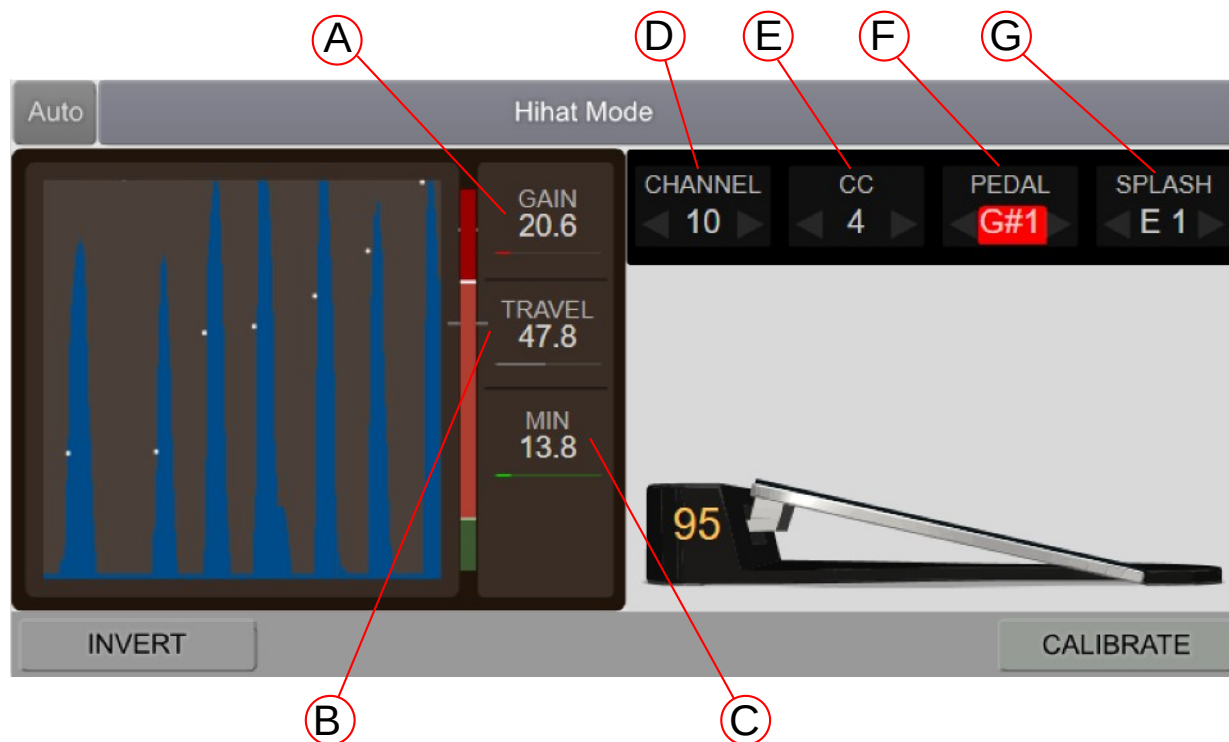 A
D
E
F
G
Auto
Hihat Mode
GAIN
20.6
TRAVEL
47.8
MIN
13.8
CHANNEL
10
CC
4
PEDAL
G#1
SPLASH
E 1
95
INVERT
CALIBRATE
B
C